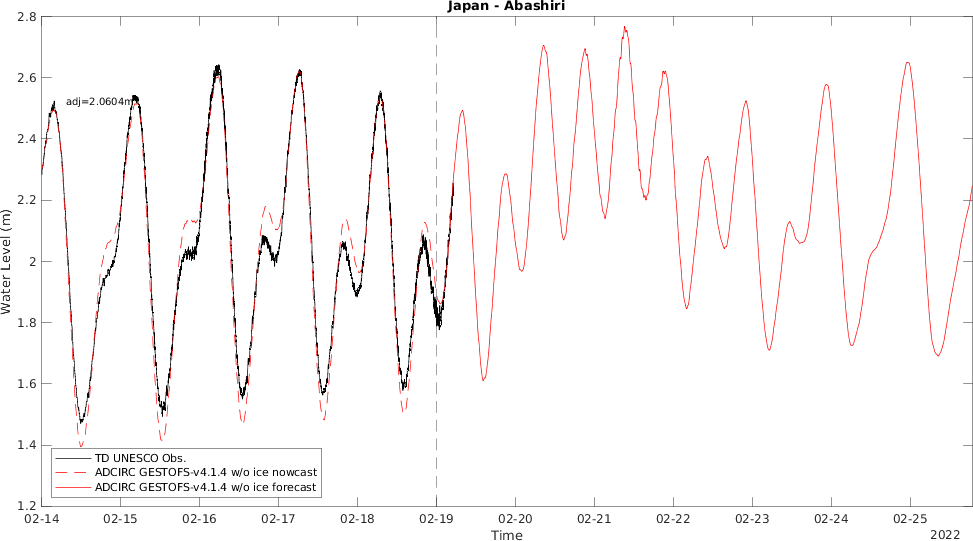 Japan - Abashiri
2.8
2.6
2.4
2.2
2
1.8
1.6
1.4
1.2
Water Level (m)
adj=2.0604m
TD UNESCO Obs.
ADCIRC GESTOFS-v4.1.4 w/o ice nowcast
ADCIRC GESTOFS-v4.1.4 w/o ice forecast
02-14 02-15 02-16 02-17 02-18 02-19 02-20 02-21 02-22 02-23 02-24 02-25
Time
2022